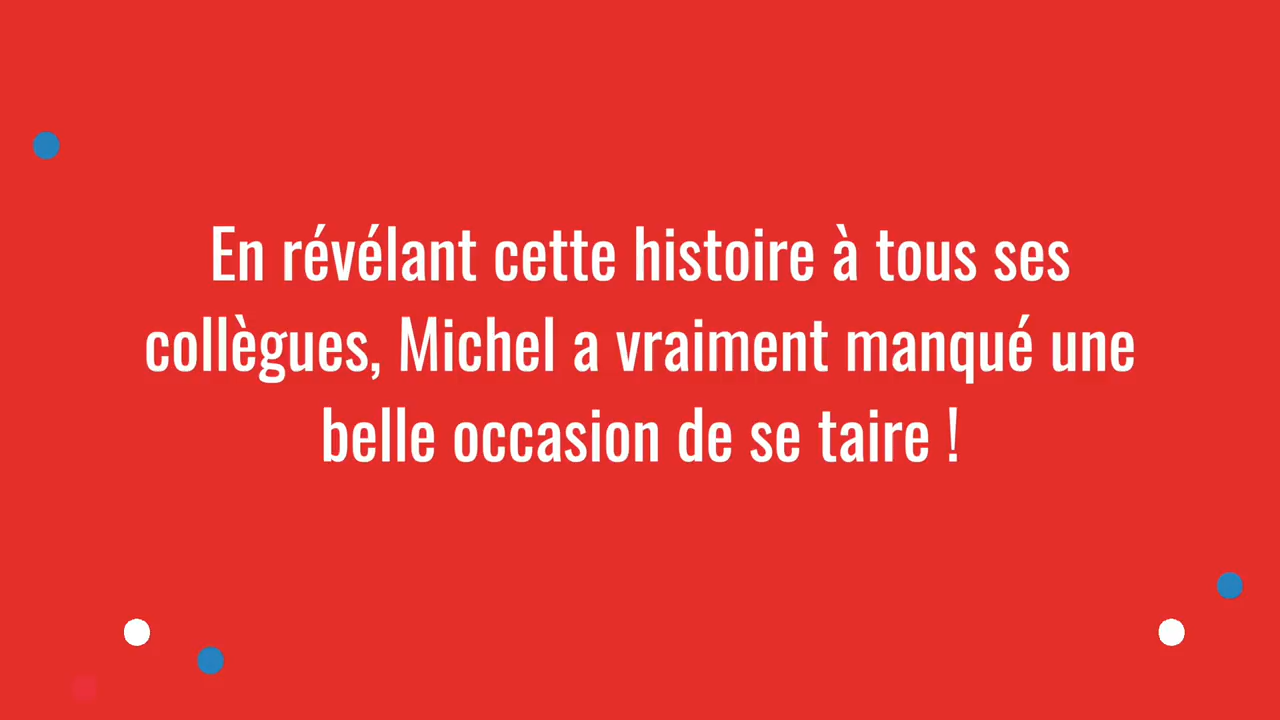 En révélant cette histoire à tous ses
collègues, Michel a vraiment manqué une
belle occasion de se taire !